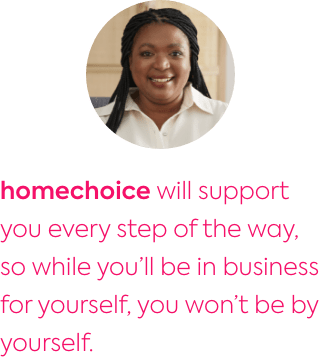 homechoice will support
you every step of the way,
so while you’ll be in business
for yourself, you won’t be by
yourself.